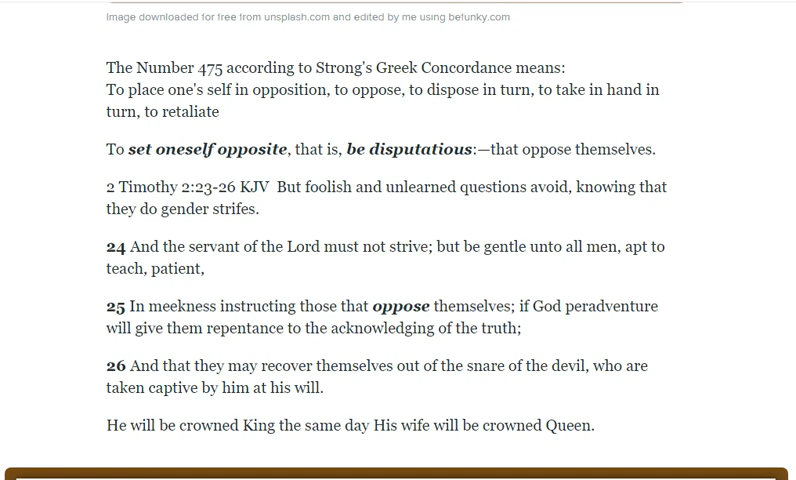 Image downloaded for free from unsplash.com and edited by me using befunky.com
The Number 475 according to Strong's Greek Concordance means:
To place one's self in opposition, to oppose, to dispose in turn, to take in hand in
turn, to retaliate
To set oneself opposite, that is, be disputatious:—that oppose themselves.
2 Timothy 2:23-26 KJV  But foolish and unlearned questions avoid, knowing that
they do gender strifes.
24 And the servant of the Lord must not strive; but be gentle unto all men, apt to
teach, patient,
25 In meekness instructing those that oppose themselves; if God peradventure
will give them repentance to the acknowledging of the truth;
26 And that they may recover themselves out of the snare of the devil, who are
taken captive by him at his will.
He will be crowned King the same day His wife will be crowned Queen.